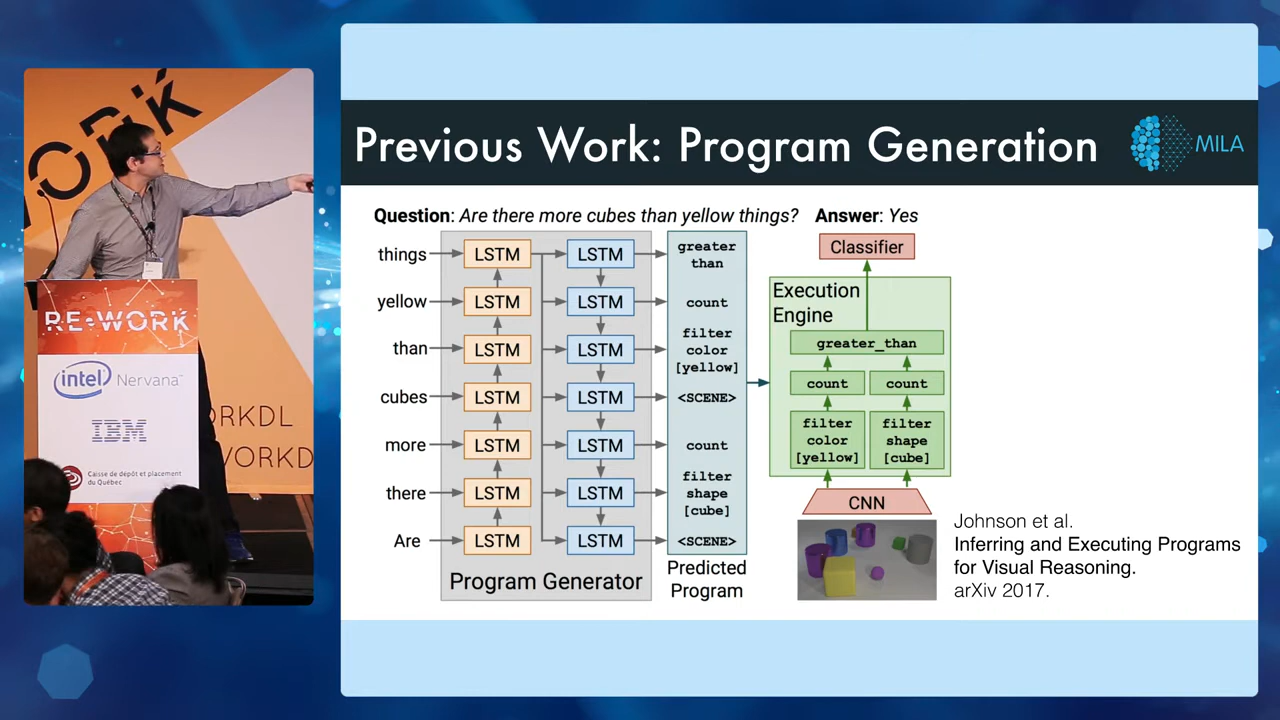 WORK
RE•WORK
intel Nervana™
IBM
Caisse de dépôt et placement
du Québec
ORKDL
WORKD
Previous Work: Program Generation
MILA
Question: Are there more cubes than yellow things? Answer: Yes
things
LSTM
LSTM
greater
than
yellow
LSTM
LSTM
count
than
LSTM
LSTM
filter
color
[yellow]
cubes
LSTM
LSTM
<SCENE>
more
LSTM
LSTM
count
there
LSTM
LSTM
filter
shape
[cube]
Are
LSTM
LSTM
<SCENE>
Program Generator
Predicted
Program
Classifier
Execution
Engine
greater_than
count
count
filter
color
[yellow]
filter
shape
[cube]
CNN
Johnson et al.
Inferring and Executing Programs
for Visual Reasoning.
arXiv 2017.